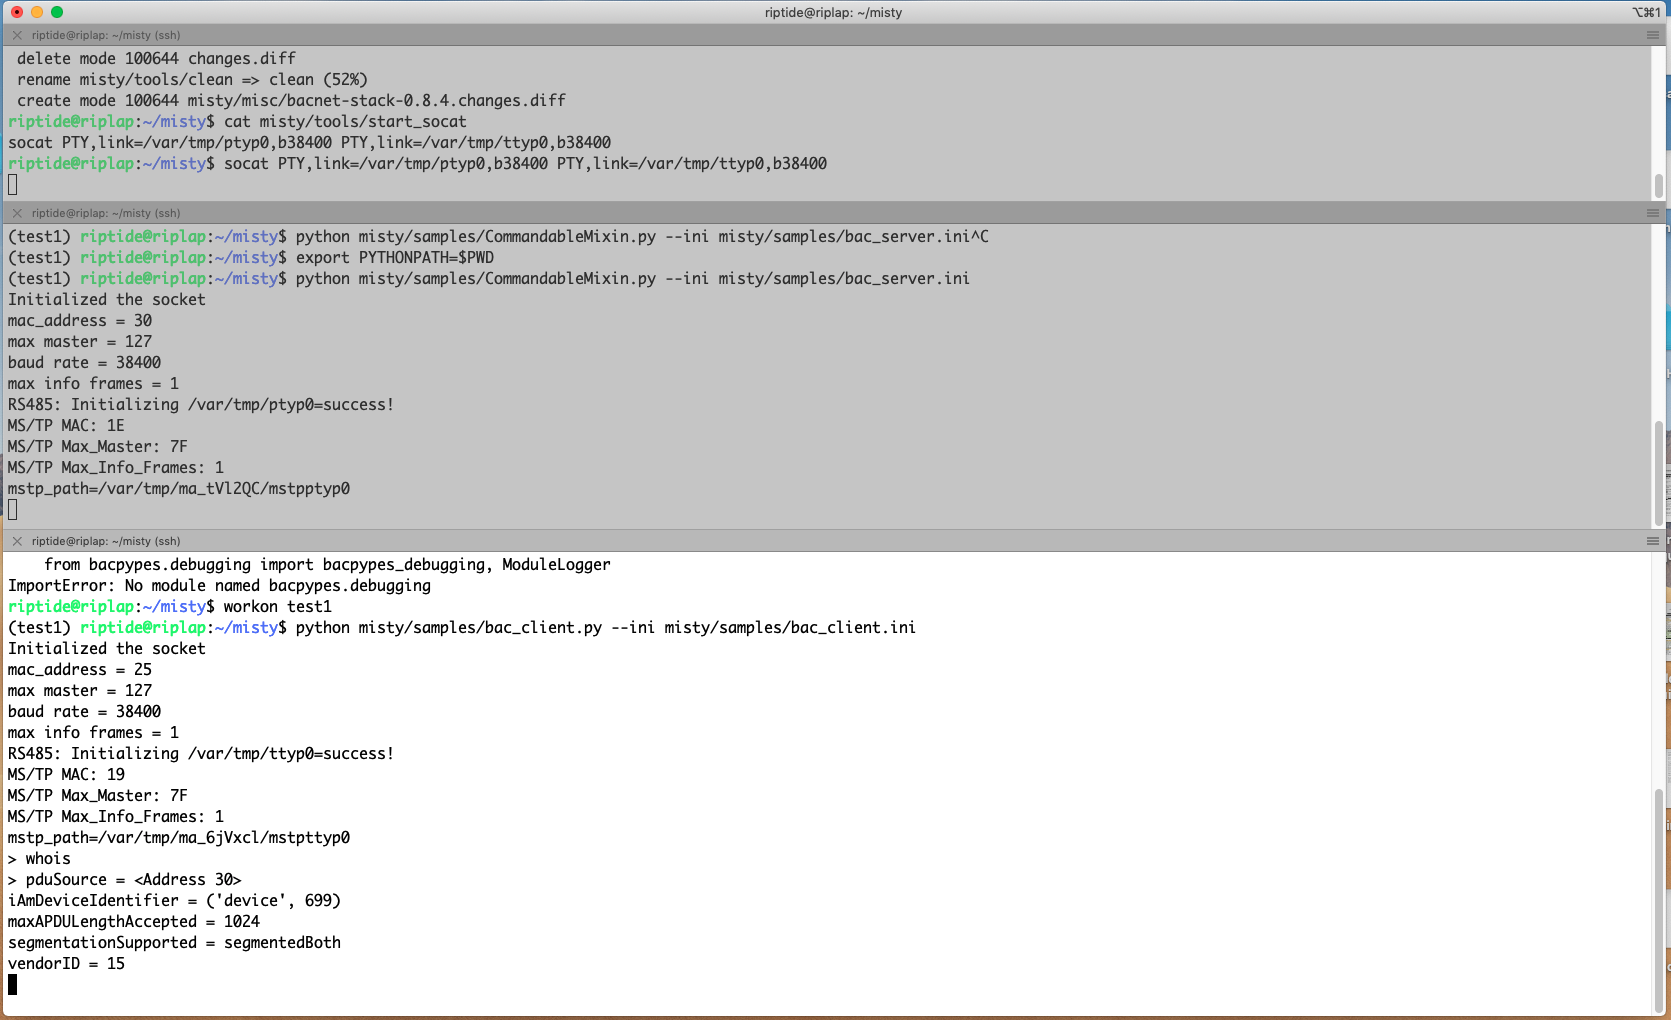 riptide@riplap: ~/misty
⌥⌘1
riptide@riplap: ~/misty (ssh)
delete mode 100644 changes.diff
rename misty/tools/clean => clean (52%)
create mode 100644 misty/misc/bacnet-stack-0.8.4.changes.diff
riptide@riplap:~/misty$ cat misty/tools/start_socat
socat PTY,link=/var/tmp/ptyp0,b38400 PTY,link=/var/tmp/ttyp0,b38400
riptide@riplap:~/misty$ socat PTY,link=/var/tmp/ptyp0,b38400 PTY,link=/var/tmp/ttyp0,b38400
riptide@riplap: ~/misty (ssh)
(test1) riptide@riplap:~/misty$ python misty/samples/CommandableMixin.py --ini misty/samples/bac_server.ini^C
(test1) riptide@riplap:~/misty$ export PYTHONPATH=$PWD
(test1) riptide@riplap:~/misty$ python misty/samples/CommandableMixin.py --ini misty/samples/bac_server.ini
Initialized the socket
mac_address = 30
max master = 127
baud rate = 38400
max info frames = 1
RS485: Initializing /var/tmp/ptyp0=success!
MS/TP MAC: 1E
MS/TP Max_Master: 7F
MS/TP Max_Info_Frames: 1
mstp_path=/var/tmp/ma_tVl2QC/mstpptyp0
riptide@riplap: ~/misty (ssh)
from bacpypes.debugging import bacpypes_debugging, ModuleLogger
ImportError: No module named bacpypes.debugging
riptide@riplap:~/misty$ workon test1
(test1) riptide@riplap:~/misty$ python misty/samples/bac_client.py --ini misty/samples/bac_client.ini
Initialized the socket
mac_address = 25
max master = 127
baud rate = 38400
max info frames = 1
RS485: Initializing /var/tmp/ttyp0=success!
MS/TP MAC: 19
MS/TP Max_Master: 7F
MS/TP Max_Info_Frames: 1
mstp_path=/var/tmp/ma_6jVxcl/mstpttyp0
> whois
> pduSource = <Address 30>
iAmDeviceIdentifier = ('device', 699)
maxAPDULengthAccepted = 1024
segmentationSupported = segmentedBoth
vendorID = 15